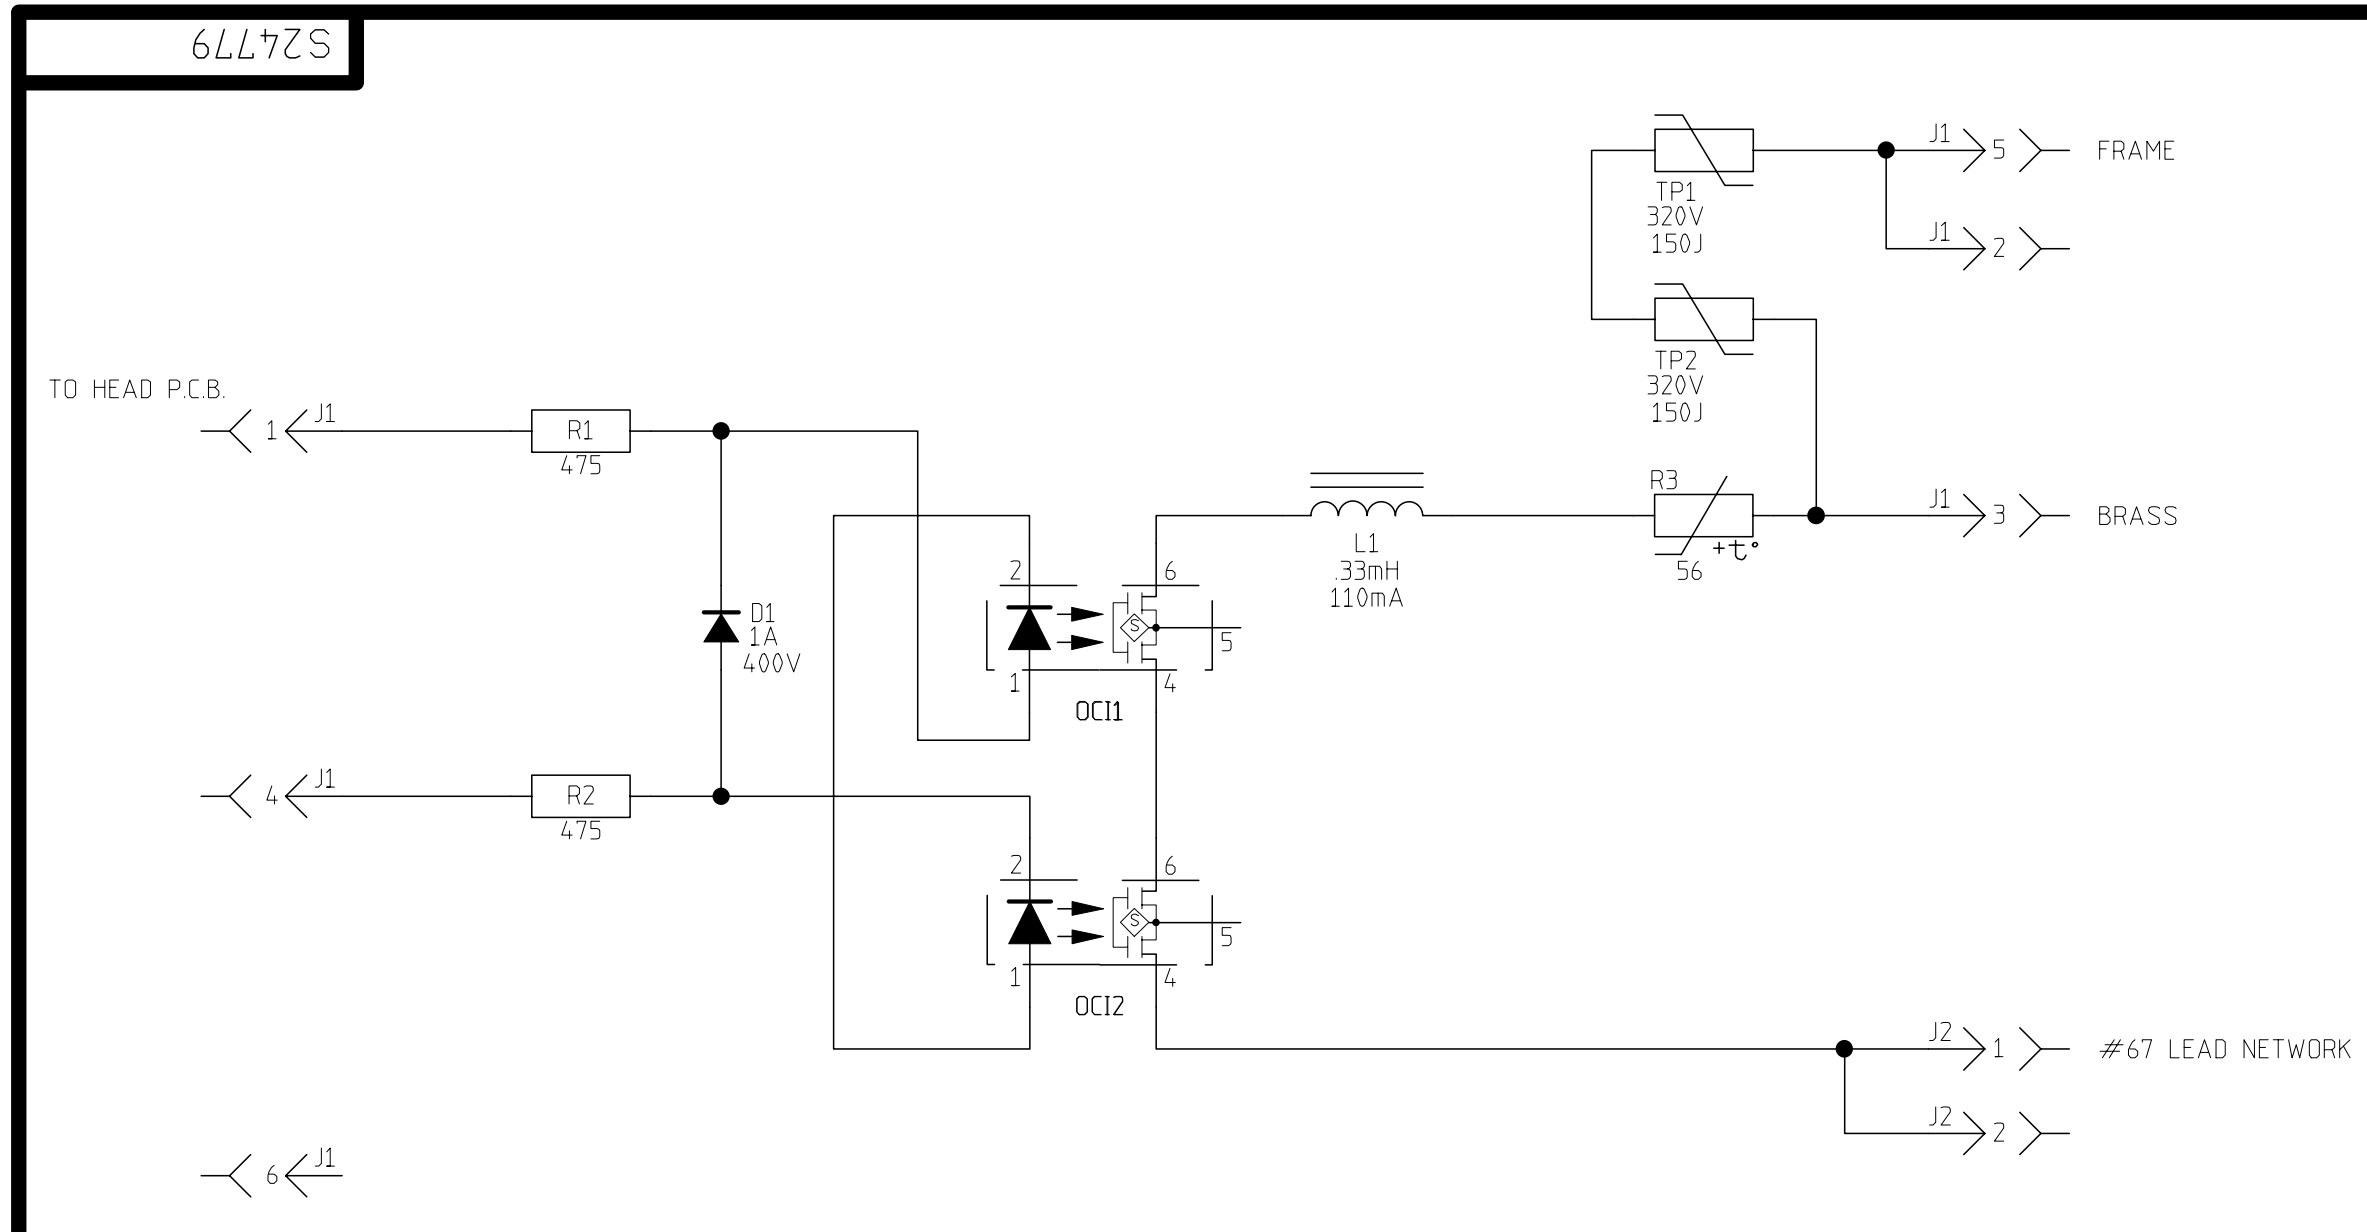 S24779
J1
5
FRAME
TP1
320V
150J
J1
2
TP2
320V
150J
TO HEAD P.C.B.
1
J1
R1
475
R3
+t°
56
J1
3
BRASS
L1
.33mH
110mA
2
6
S
5
1
4
OCI1
D1
1A
400V
4
J1
R2
475
2
6
S
5
1
4
OCI2
J2
1
#67 LEAD NETWORK
J2
2
6
J1